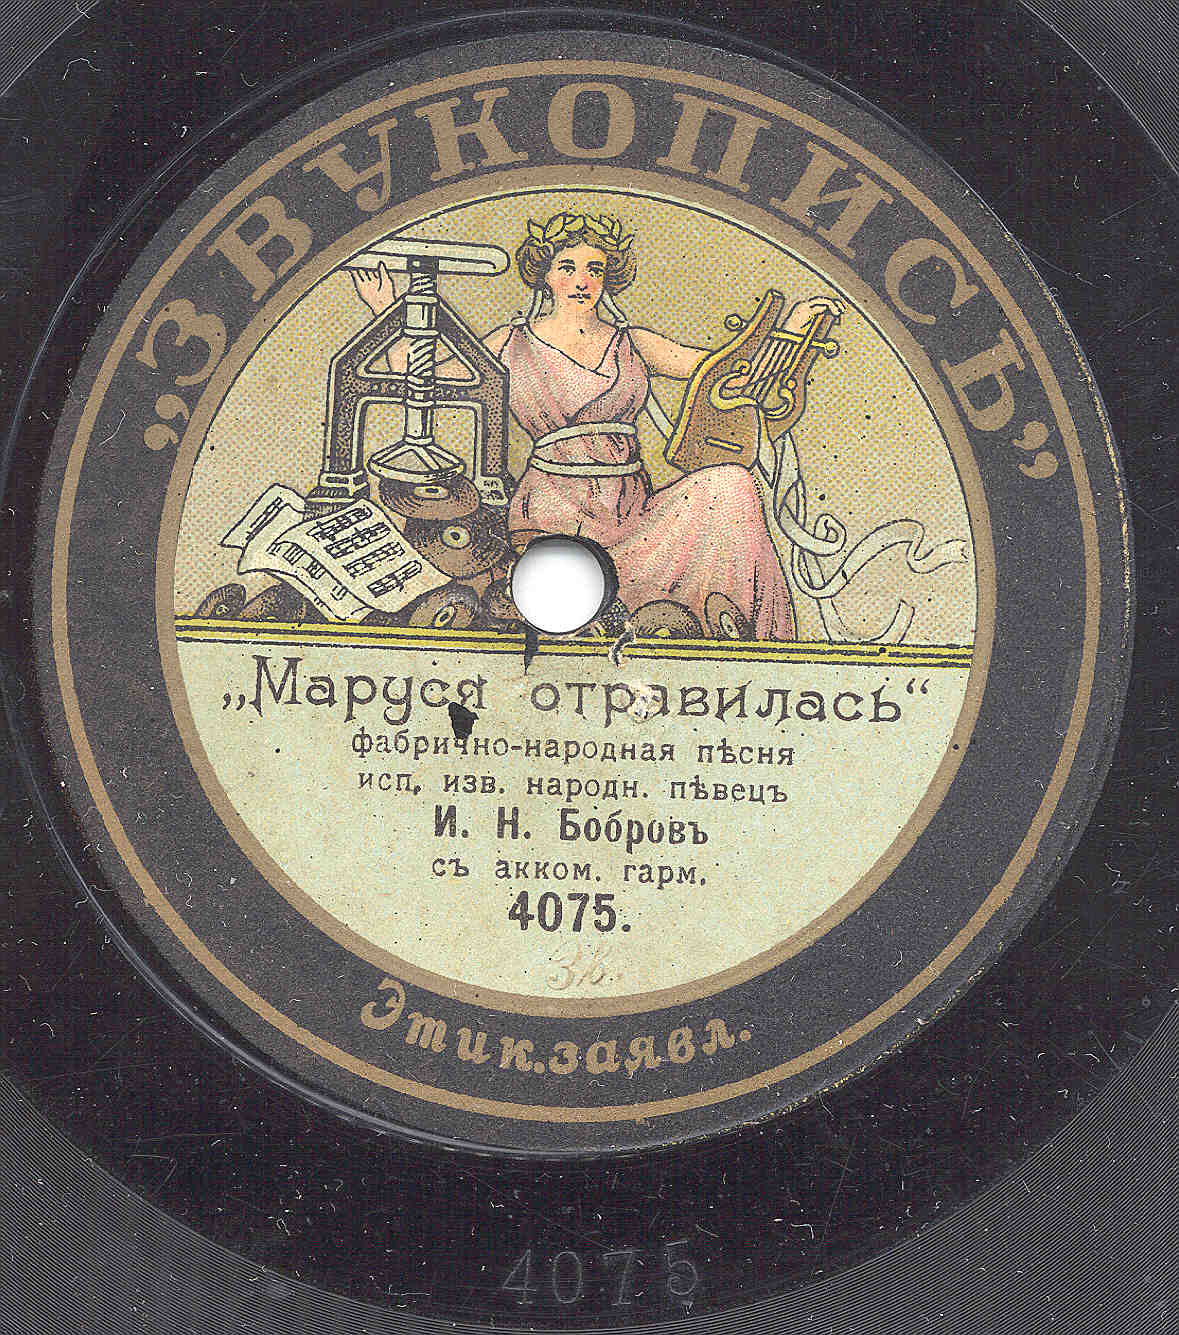 „ЗВУКОПИСЬ”
„Маруся отравилась“
фабрично-народная пѣсня
исп. изв. народн. пѣвецъ
И. Н. Бобровъ
съ акком. гарм.
4075.
Этик.заявл.
4075